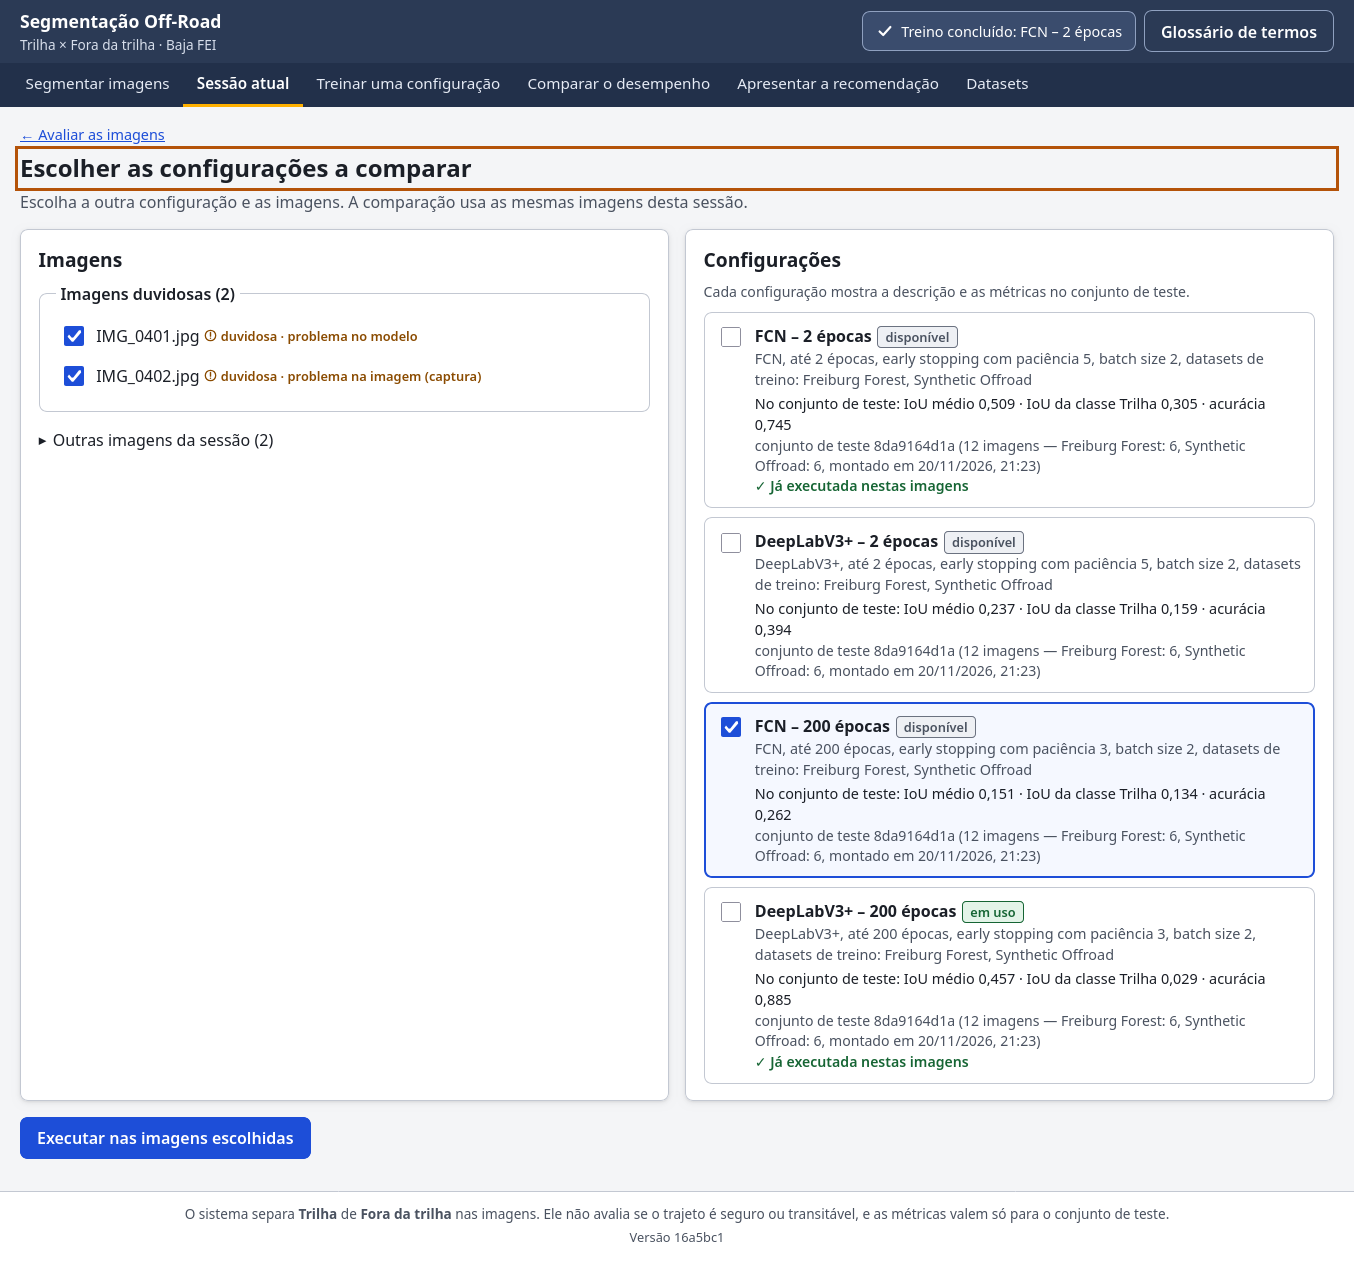 Segmentação Off-Road
Trilha × Fora da trilha · Baja FEI
Treino concluído: FCN – 2 épocas
Glossário de termos
Segmentar imagens
Sessão atual
Treinar uma configuração
Comparar o desempenho
Apresentar a recomendação
Datasets
← Avaliar as imagens
Escolher as configurações a comparar
Escolha a outra configuração e as imagens. A comparação usa as mesmas imagens desta sessão.
Imagens
Imagens duvidosas (2)
IMG_0401.jpg duvidosa · problema no modelo
IMG_0402.jpg duvidosa · problema na imagem (captura)
▸ Outras imagens da sessão (2)
Configurações
Cada configuração mostra a descrição e as métricas no conjunto de teste.
FCN – 2 épocas disponível
FCN, até 2 épocas, early stopping com paciência 5, batch size 2, datasets de
treino: Freiburg Forest, Synthetic Offroad
No conjunto de teste: IoU médio 0,509 · IoU da classe Trilha 0,305 · acurácia
0,745
conjunto de teste 8da9164d1a (12 imagens — Freiburg Forest: 6, Synthetic
Offroad: 6, montado em 20/11/2026, 21:23)
✓ Já executada nestas imagens
DeepLabV3+ – 2 épocas disponível
DeepLabV3+, até 2 épocas, early stopping com paciência 5, batch size 2, datasets
de treino: Freiburg Forest, Synthetic Offroad
No conjunto de teste: IoU médio 0,237 · IoU da classe Trilha 0,159 · acurácia
0,394
conjunto de teste 8da9164d1a (12 imagens — Freiburg Forest: 6, Synthetic
Offroad: 6, montado em 20/11/2026, 21:23)
FCN – 200 épocas disponível
FCN, até 200 épocas, early stopping com paciência 3, batch size 2, datasets de
treino: Freiburg Forest, Synthetic Offroad
No conjunto de teste: IoU médio 0,151 · IoU da classe Trilha 0,134 · acurácia
0,262
conjunto de teste 8da9164d1a (12 imagens — Freiburg Forest: 6, Synthetic
Offroad: 6, montado em 20/11/2026, 21:23)
DeepLabV3+ – 200 épocas em uso
DeepLabV3+, até 200 épocas, early stopping com paciência 3, batch size 2,
datasets de treino: Freiburg Forest, Synthetic Offroad
No conjunto de teste: IoU médio 0,457 · IoU da classe Trilha 0,029 · acurácia
0,885
conjunto de teste 8da9164d1a (12 imagens — Freiburg Forest: 6, Synthetic
Offroad: 6, montado em 20/11/2026, 21:23)
✓ Já executada nestas imagens
Executar nas imagens escolhidas
O sistema separa Trilha de Fora da trilha nas imagens. Ele não avalia se o trajeto é seguro ou transitável, e as métricas valem só para o conjunto de teste.
Versão 16a5bc1